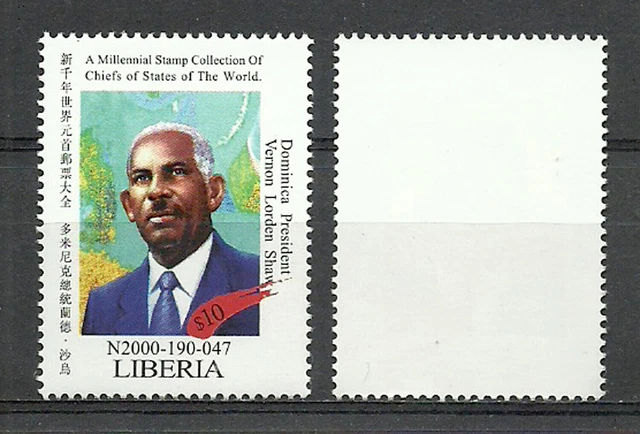 A Millennial Stamp Collection Of
Chiefs of States of The World.
新千年世界元首郵票大全 多米尼克總統蘭德·沙烏
Dominica President
Vernon Lorden Shaw
$10
N2000-190-047
LIBERIA